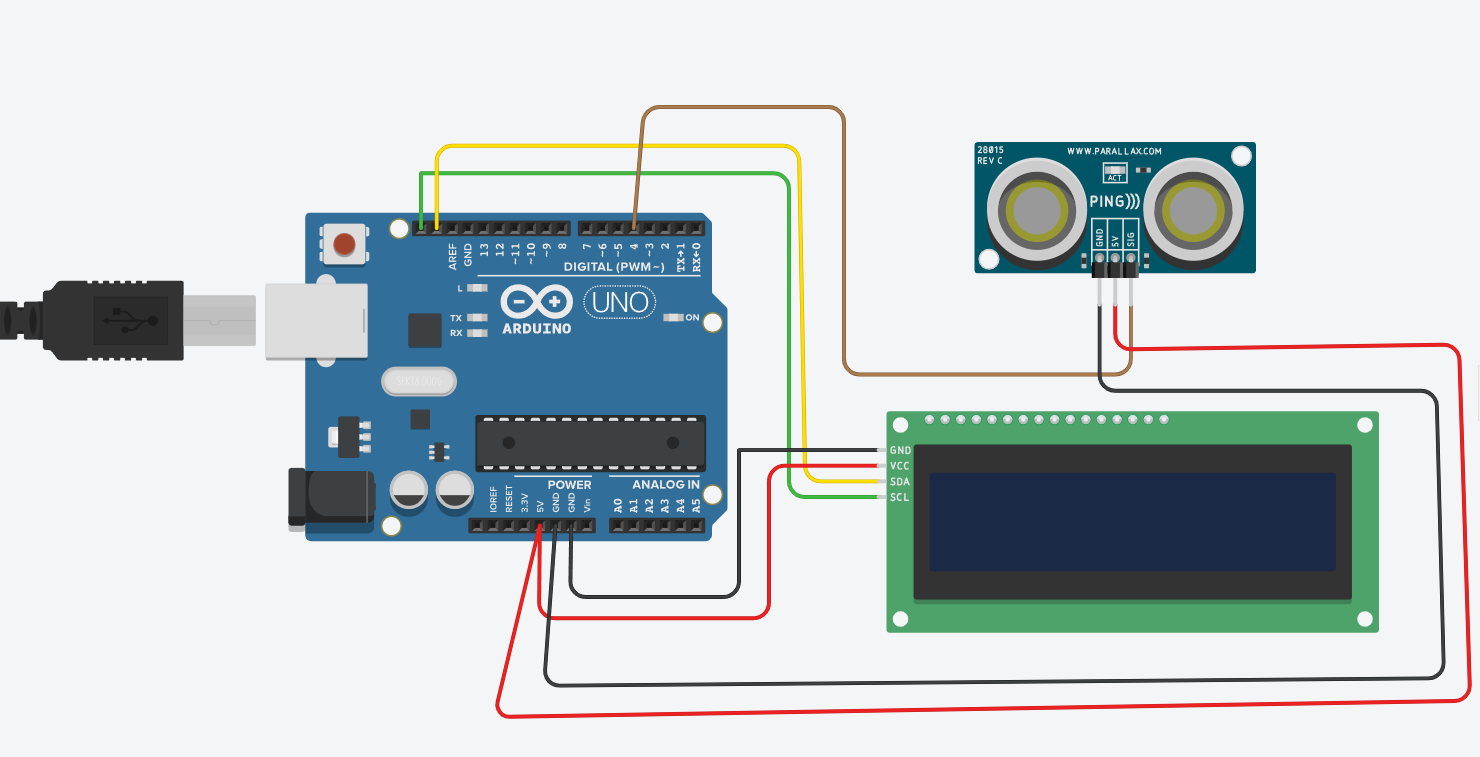 28015
REV C
WWW.PARALLAX.COM
ACT
PING)))
GND
5V
SIG
AREF
GND
13
12
~11
~10
~9
8
7
~6
~5
4
~3
2
TX→1
RX←0
DIGITAL (PWM~)
L
TX
RX
ARDUINO
UNO
ON
POWER
ANALOG IN
IOREF
RESET
3.3V
5V
GND
GND
Vin
A0
A1
A2
A3
A4
A5
GND
VCC
SDA
SCL